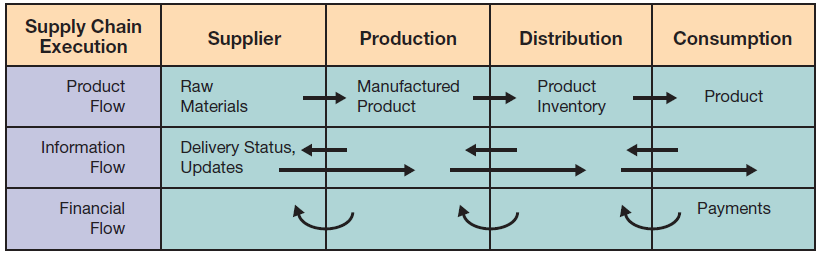 Supply Chain
Execution
Supplier
Production
Distribution
Consumption
Product
Flow
Raw
Materials
Manufactured
Product
Product
Inventory
Product
Information
Flow
Delivery Status,
Updates
Financial
Flow
Payments